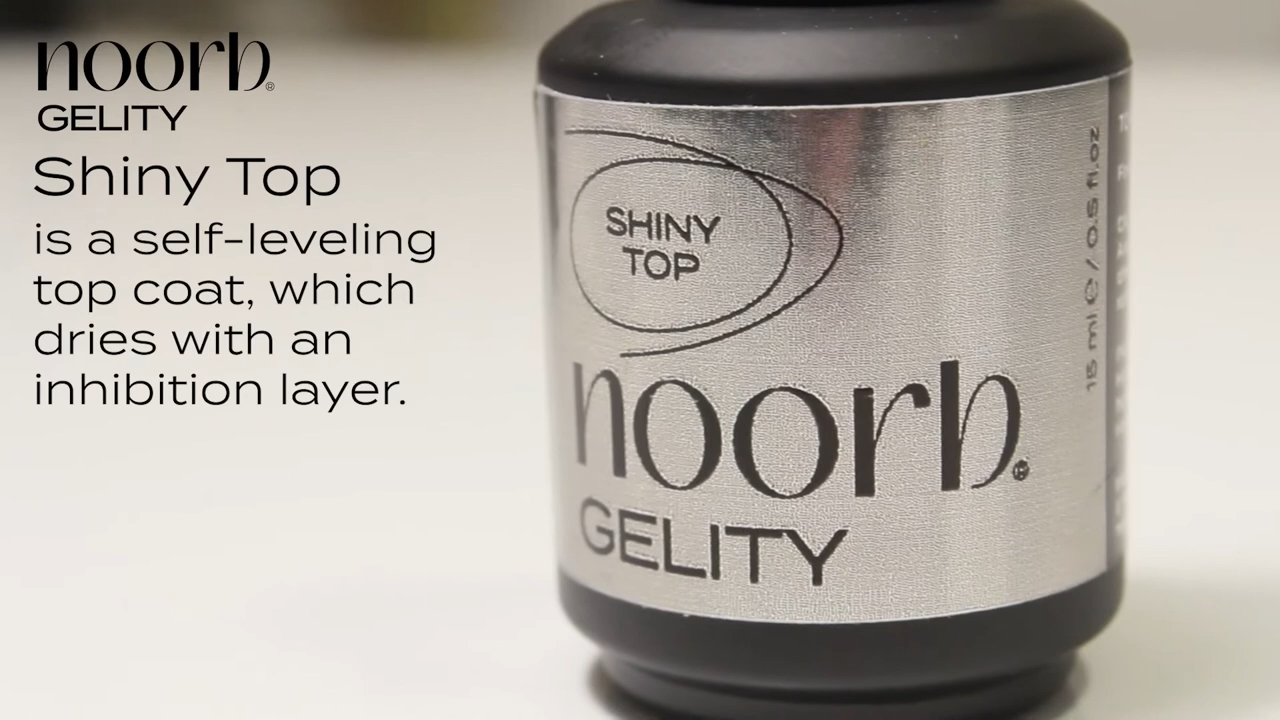 noorb®
GELITY
Shiny Top
is a self-leveling
top coat, which
dries with an
inhibition layer.
SHINY
TOP
noorb®
GELITY
15 ml e / 0.5 fl.oz